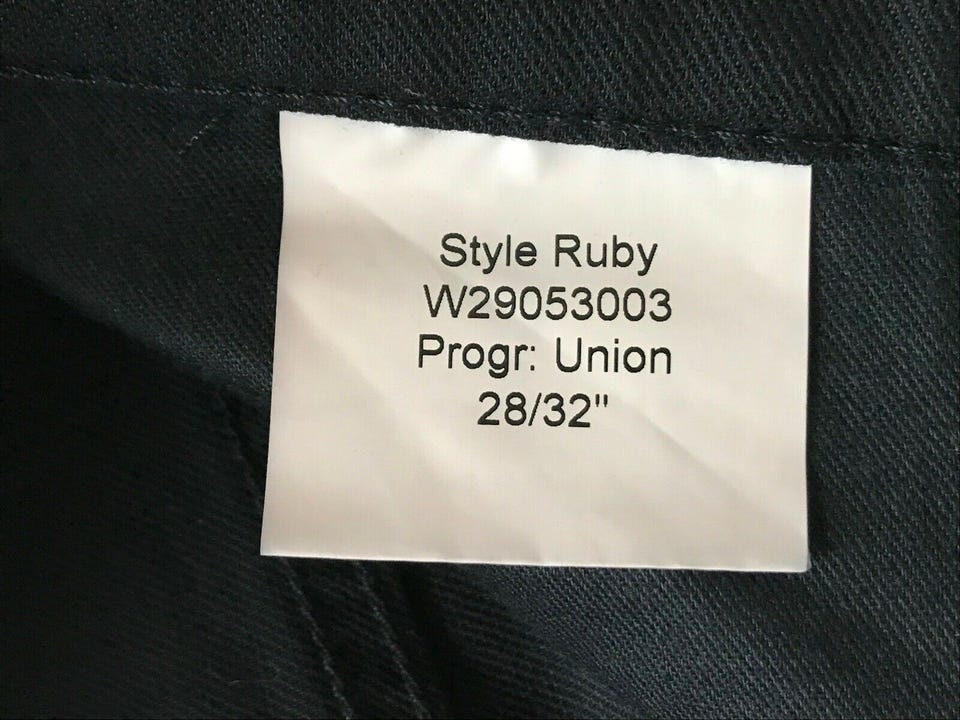 Style Ruby
W29053003
Progr: Union
28/32"